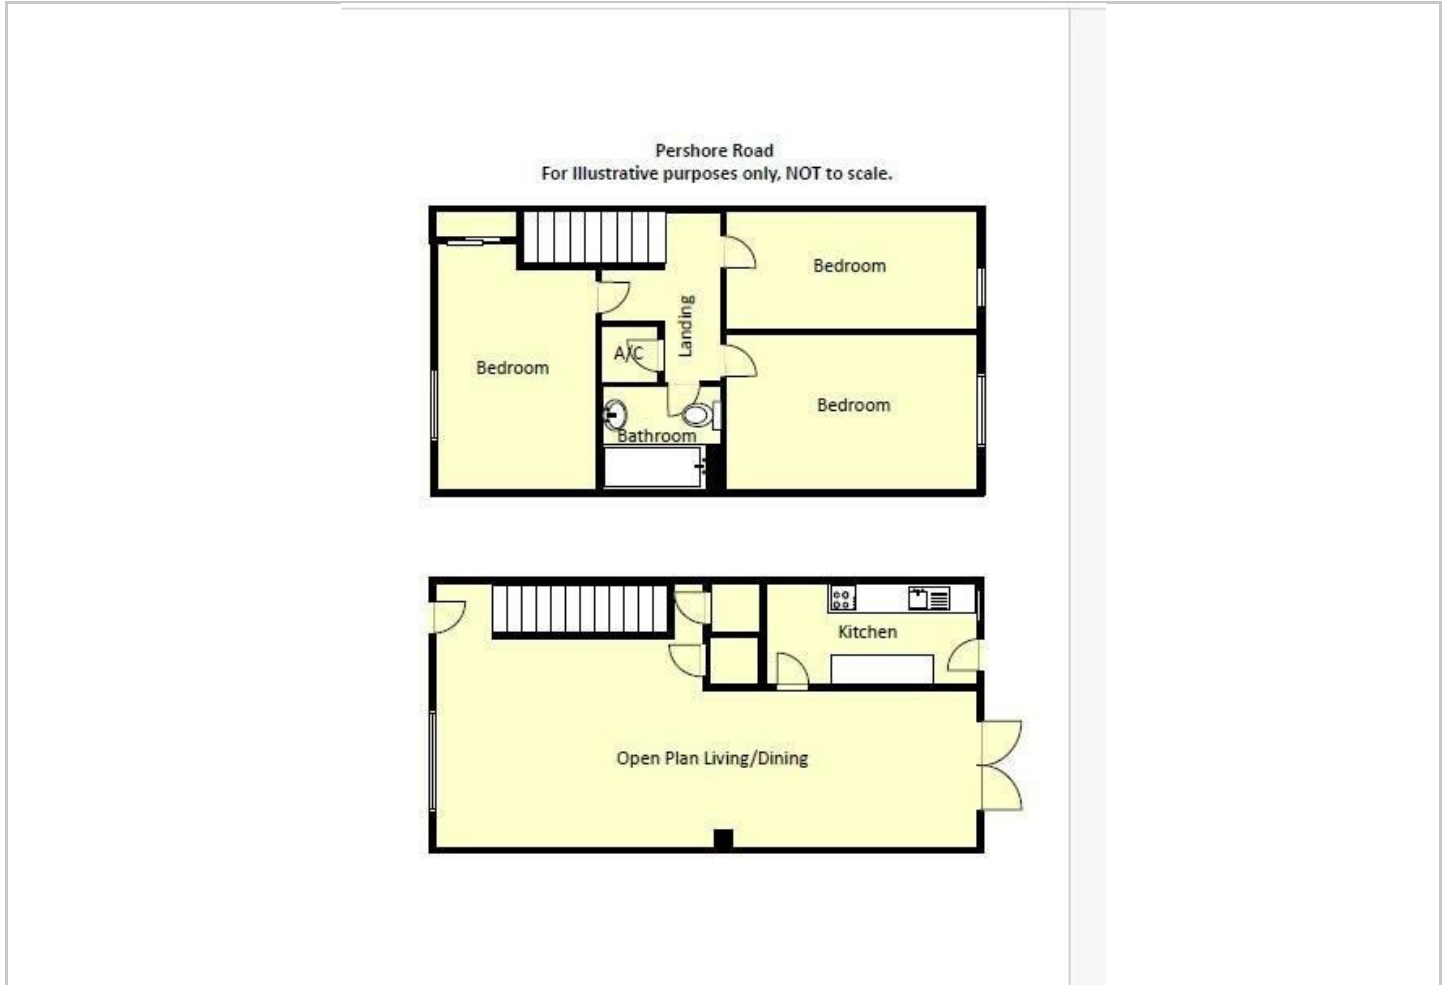 Pershore Road
For Illustrative purposes only, NOT to scale.
Bedroom
Landing
A/C
Bedroom
Bedroom
Bathroom
Kitchen
Open Plan Living/Dining